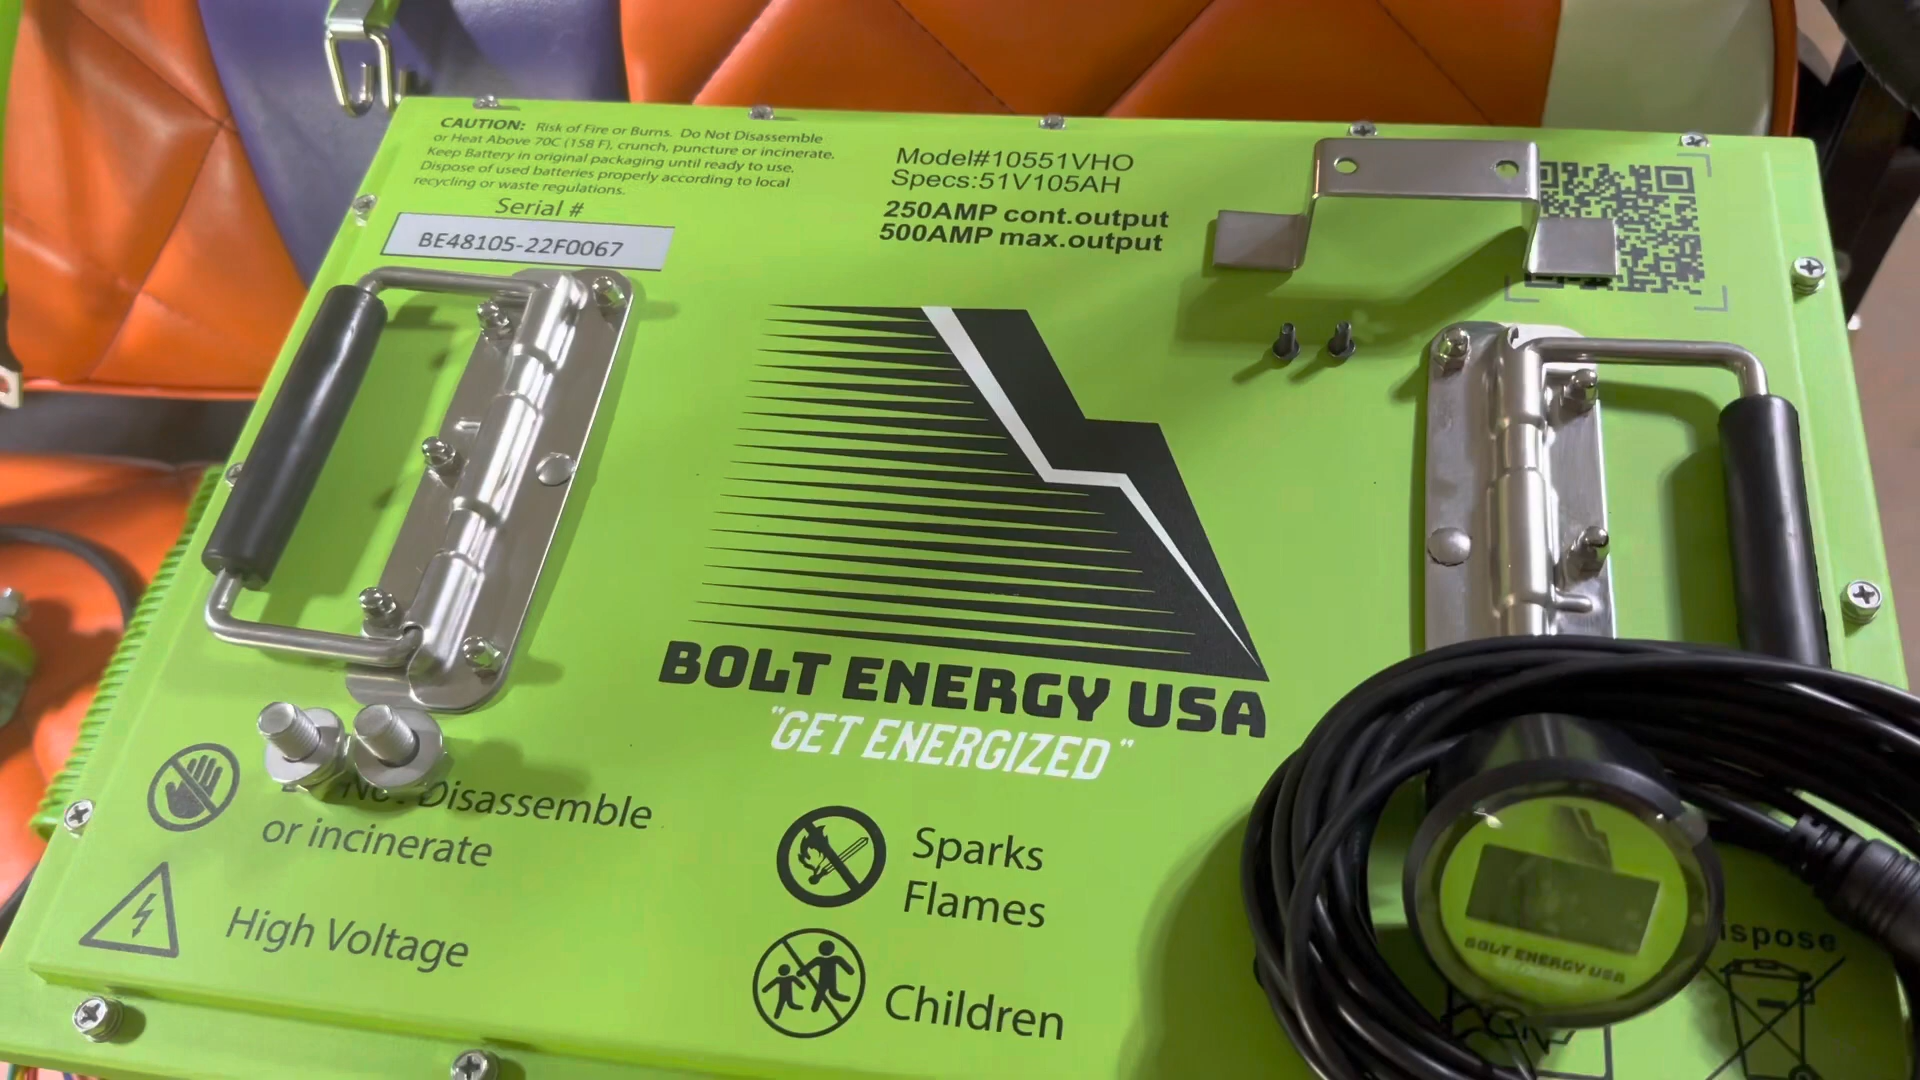 CAUTION: Risk of Fire or Burns. Do Not Disassemble
or Heat Above 70C (158 F), crunch, puncture or incinerate.
Keep Battery in original packaging until ready to use.
Dispose of used batteries properly according to local
recycling or waste regulations.
Serial #
BE48105-22F0067
Model#10551VHO
Specs:51V105AH
250AMP cont.output
500AMP max.output
BOLT ENERGY USA
"GET ENERGIZED"
Disassemble
or incinerate
High Voltage
Sparks
Flames
Children
BOLT ENERGY USA